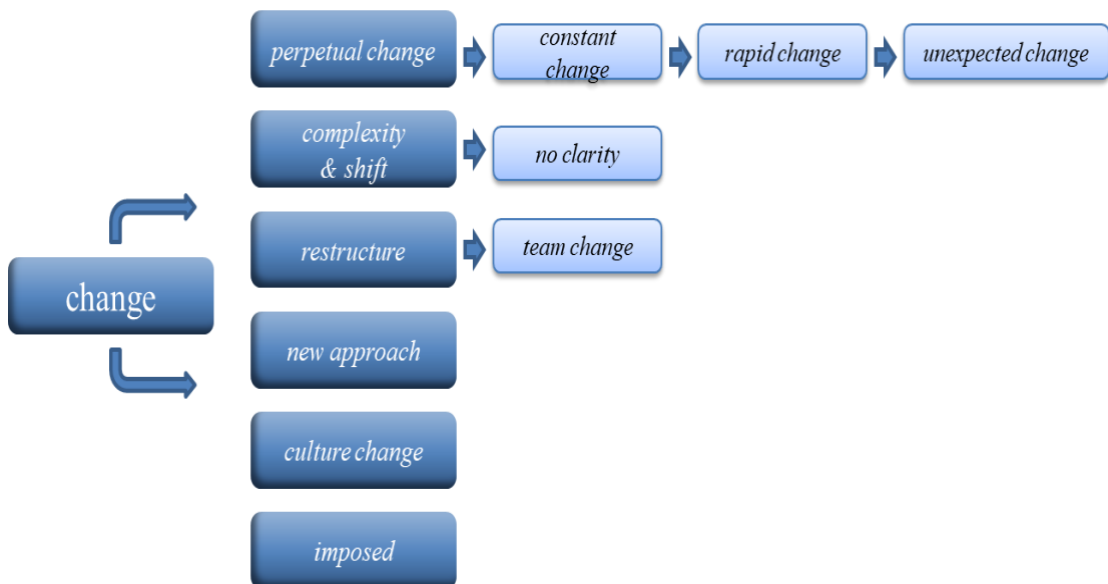 perpetual change
constant
change
rapid change
unexpected change
complexity
& shift
no clarity
restructure
team change
change
new approach
culture change
imposed